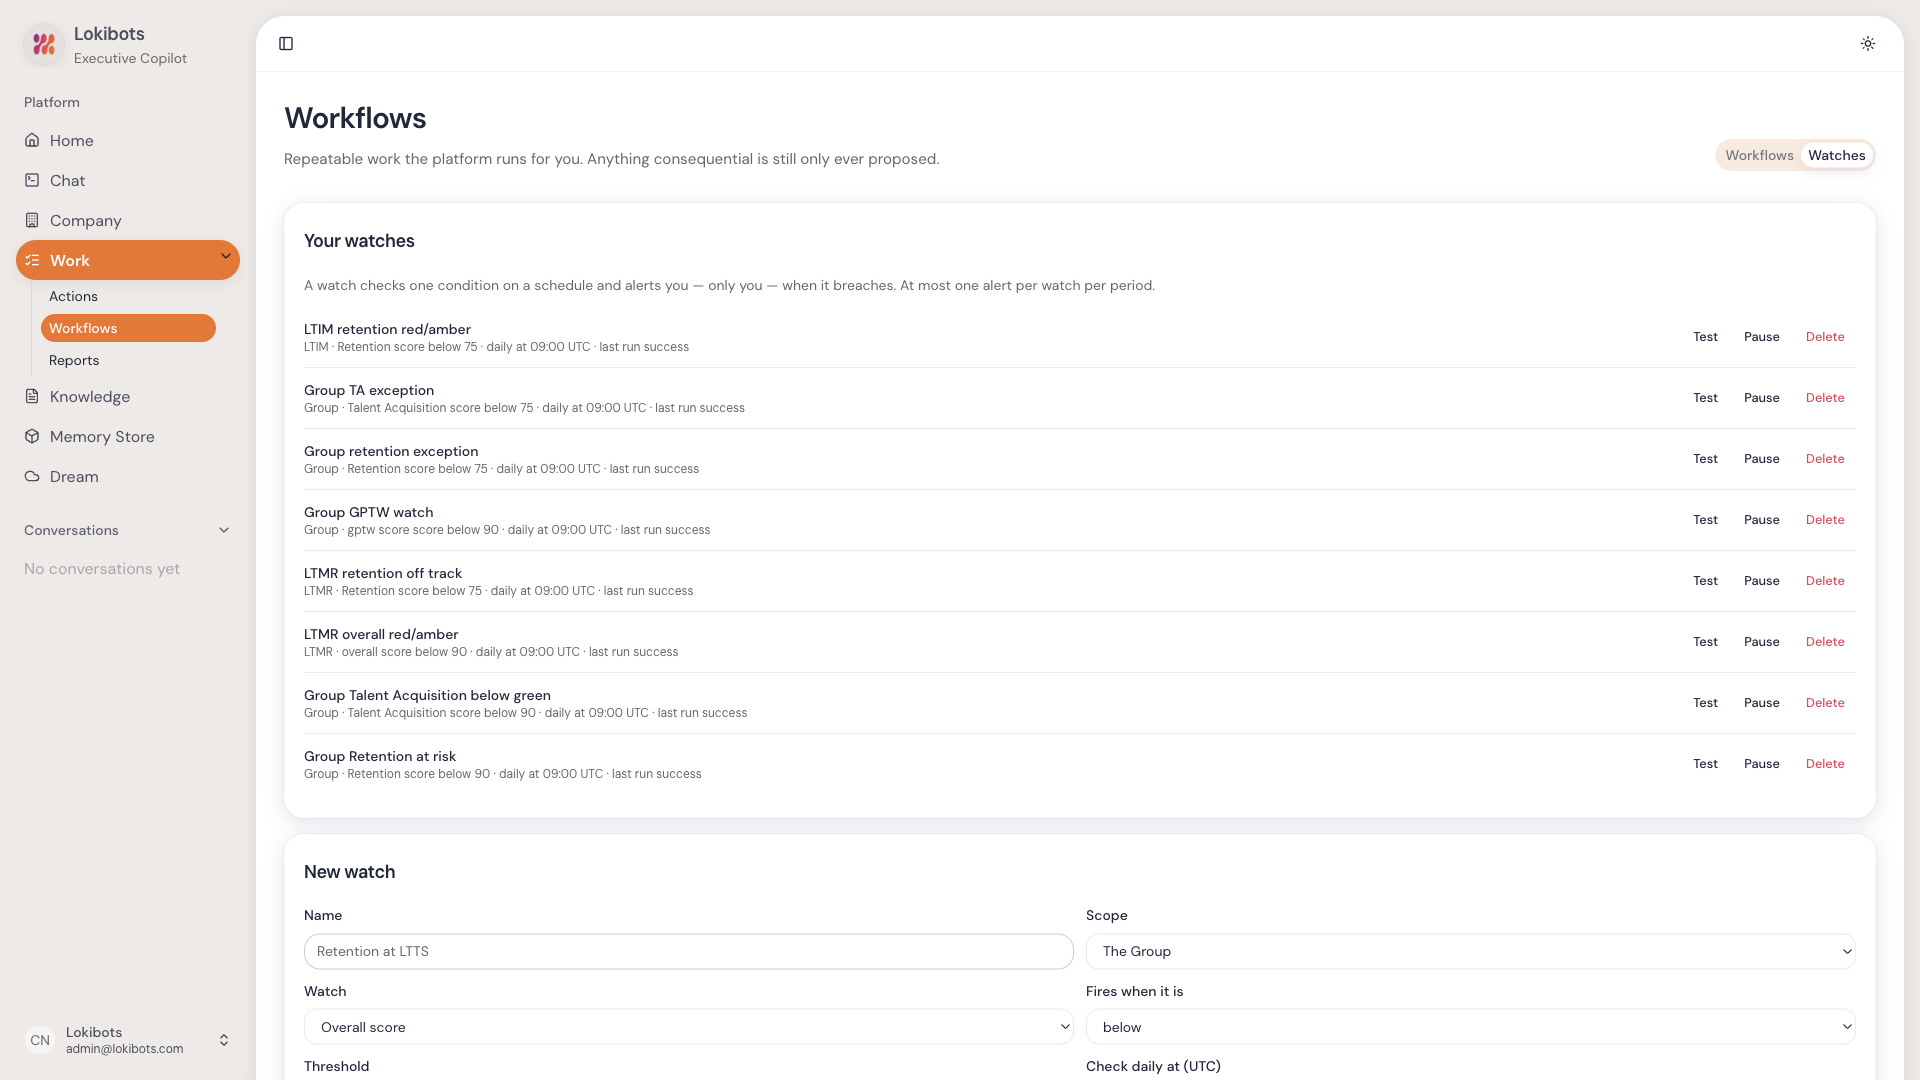 Lokibots
Executive Copilot
Platform
Home
Chat
Company
Work
Actions
Workflows
Reports
Knowledge
Memory Store
Dream
Conversations
No conversations yet
CN
Lokibots
admin@lokibots.com
Workflows
Repeatable work the platform runs for you. Anything consequential is still only ever proposed.
Workflows Watches
Your watches
A watch checks one condition on a schedule and alerts you — only you — when it breaches. At most one alert per watch per period.
LTIM retention red/amber
LTIM · Retention score below 75 · daily at 09:00 UTC · last run success
Test Pause Delete
Group TA exception
Group · Talent Acquisition score below 75 · daily at 09:00 UTC · last run success
Test Pause Delete
Group retention exception
Group · Retention score below 75 · daily at 09:00 UTC · last run success
Test Pause Delete
Group GPTW watch
Group · gptw score score below 90 · daily at 09:00 UTC · last run success
Test Pause Delete
LTMR retention off track
LTMR · Retention score below 75 · daily at 09:00 UTC · last run success
Test Pause Delete
LTMR overall red/amber
LTMR · overall score below 90 · daily at 09:00 UTC · last run success
Test Pause Delete
Group Talent Acquisition below green
Group · Talent Acquisition score below 90 · daily at 09:00 UTC · last run success
Test Pause Delete
Group Retention at risk
Group · Retention score below 90 · daily at 09:00 UTC · last run success
Test Pause Delete
New watch
Name Scope
Retention at LTTS The Group
Watch Fires when it is
Overall score below
Threshold Check daily at (UTC)